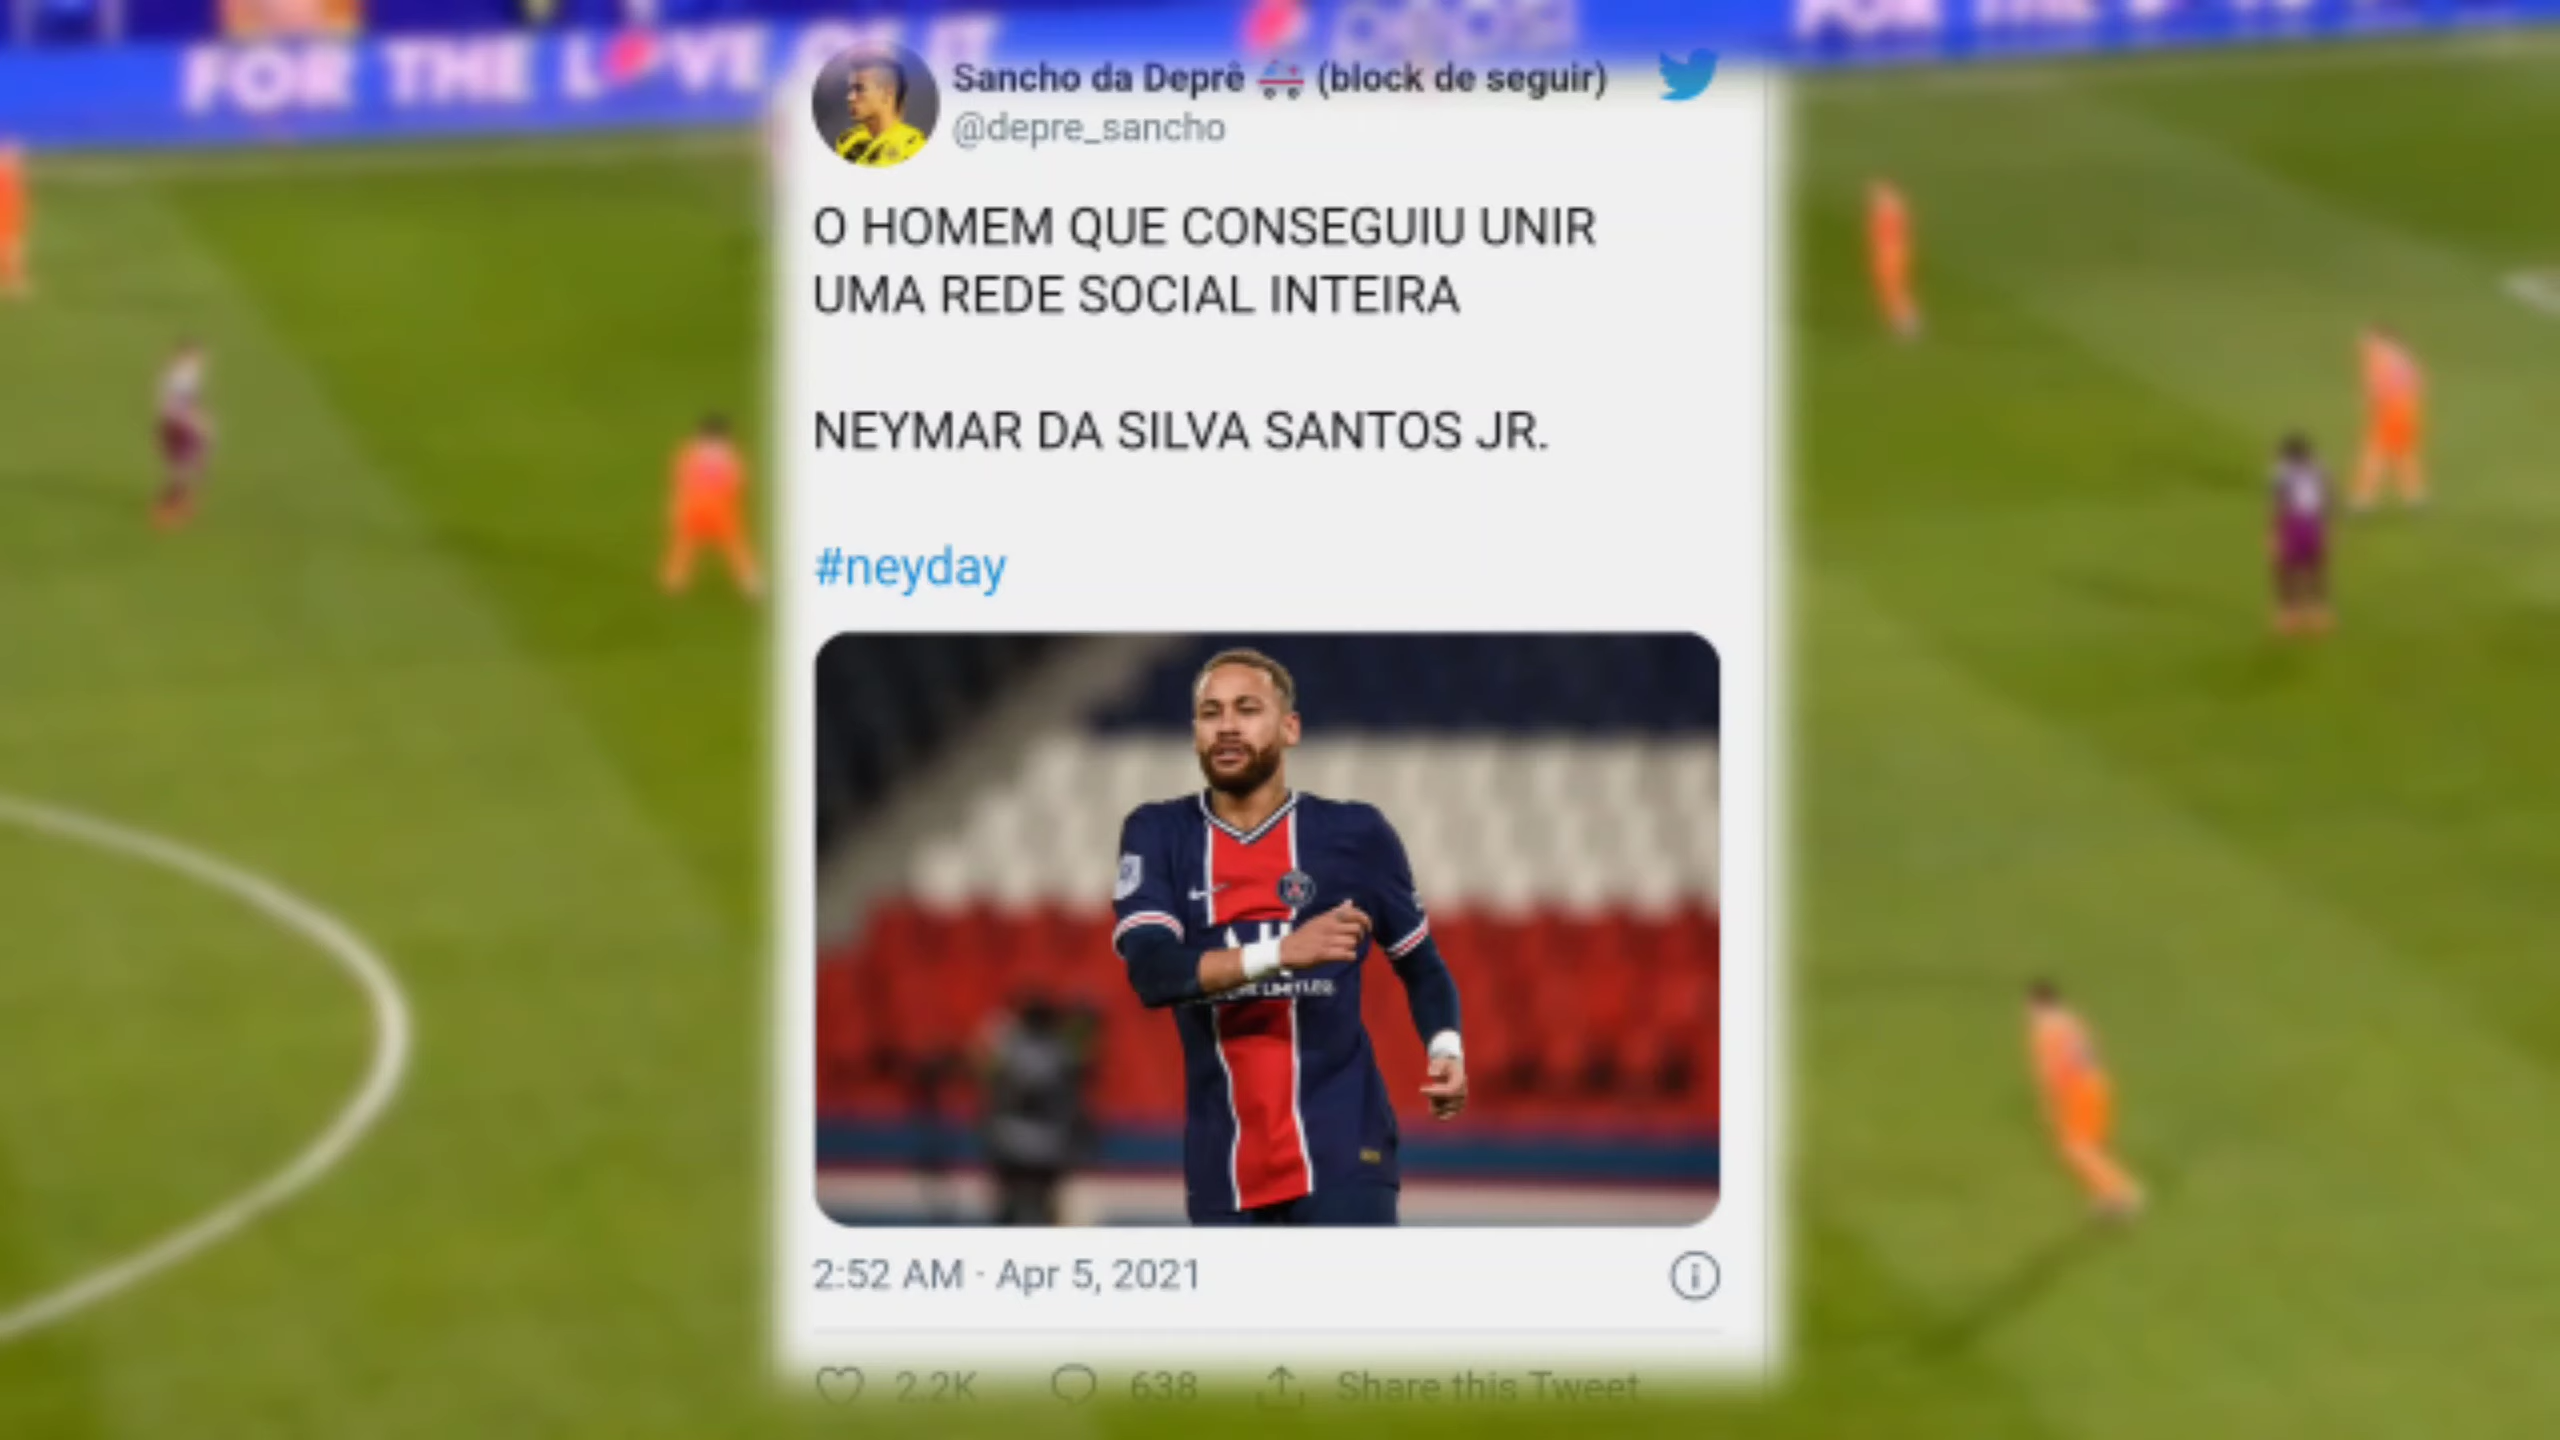 FOR THE LOVE OF IT
FOR THE
Sancho da Deprê 🚑 (block de seguir)
@depre_sancho
O HOMEM QUE CONSEGUIU UNIR
UMA REDE SOCIAL INTEIRA
NEYMAR DA SILVA SANTOS JR.
#neyday
2:52 AM · Apr 5, 2021
2.2K 638 Share this Tweet